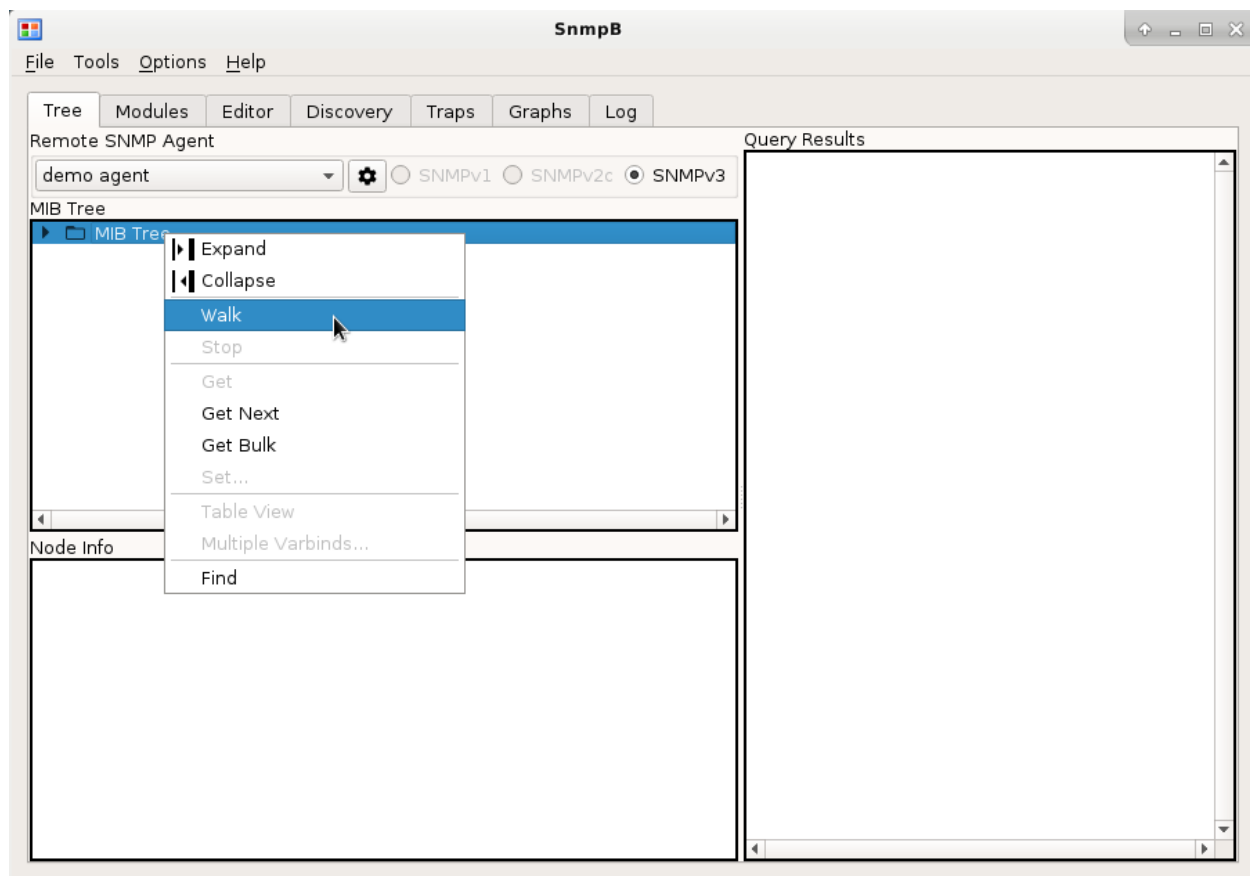 SnmpB
File Tools Options Help
Tree Modules Editor Discovery Traps Graphs Log
Remote SNMP Agent
demo agent SNMPv1 SNMPv2c SNMPv3
MIB Tree
MIB Tree
Expand
Collapse
Walk
Stop
Get
Get Next
Get Bulk
Set...
Table View
Multiple Varbinds...
Find
Node Info
Query Results